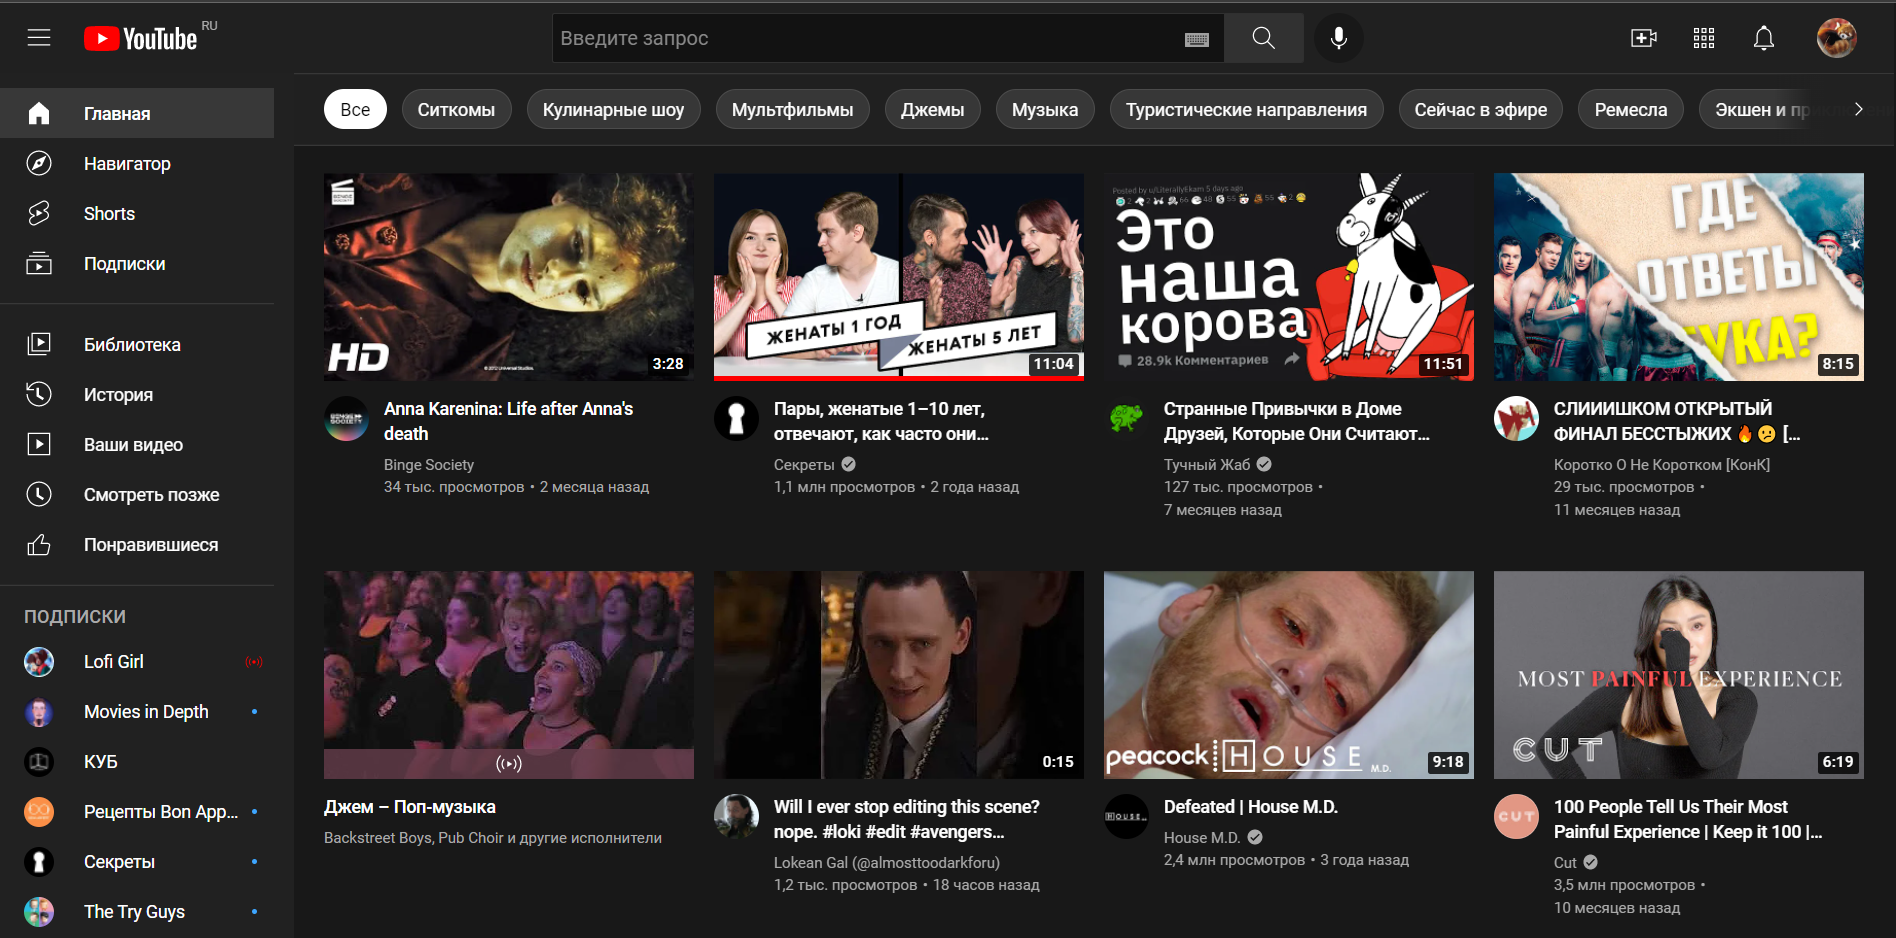 YouTube RU
Введите запрос
Главная
Навигатор
Shorts
Подписки
Библиотека
История
Ваши видео
Смотреть позже
Понравившиеся
ПОДПИСКИ
Lofi Girl
Movies in Depth
КУБ
Рецепты Bon App...
Секреты
The Try Guys
Все
Ситкомы
Кулинарные шоу
Мультфильмы
Джемы
Музыка
Туристические направления
Сейчас в эфире
Ремесла
Экшен и
HD
©2012 Universal Studios.
3:28
Anna Karenina: Life after Anna's
death
Binge Society
34 тыс. просмотров • 2 месяца назад
ЖЕНАТЫ 1 ГОД
ЖЕНАТЫ 5 ЛЕТ
11:04
Пары, женатые 1–10 лет,
отвечают, как часто они...
Секреты
1,1 млн просмотров • 2 года назад
Posted by u/LiterallyEkam 5 days ago
Это
наша
корова
28.9k Комментариев
11:51
Странные Привычки в Доме
Друзей, Которые Они Считают...
Тучный Жаб
127 тыс. просмотров •
7 месяцев назад
ГДЕ
ОТВЕТЫ
УКА?
8:15
СЛИИИШКОМ ОТКРЫТЫЙ
ФИНАЛ БЕССТЫЖИХ 🔥😕 [...
Коротко О Не Коротком [КонК]
29 тыс. просмотров •
11 месяцев назад
Джем – Поп-музыка
Backstreet Boys, Pub Choir и другие исполнители
0:15
Will I ever stop editing this scene?
nope. #loki #edit #avengers...
Lokean Gal (@almosttoodarkforu)
1,2 тыс. просмотров • 18 часов назад
peacock HOUSE M.D.
9:18
Defeated | House M.D.
House M.D.
2,4 млн просмотров • 3 года назад
MOST PAINFUL EXPERIENCE
CUT
6:19
CUT
100 People Tell Us Their Most
Painful Experience | Keep it 100 |...
Cut
3,5 млн просмотров •
10 месяцев назад